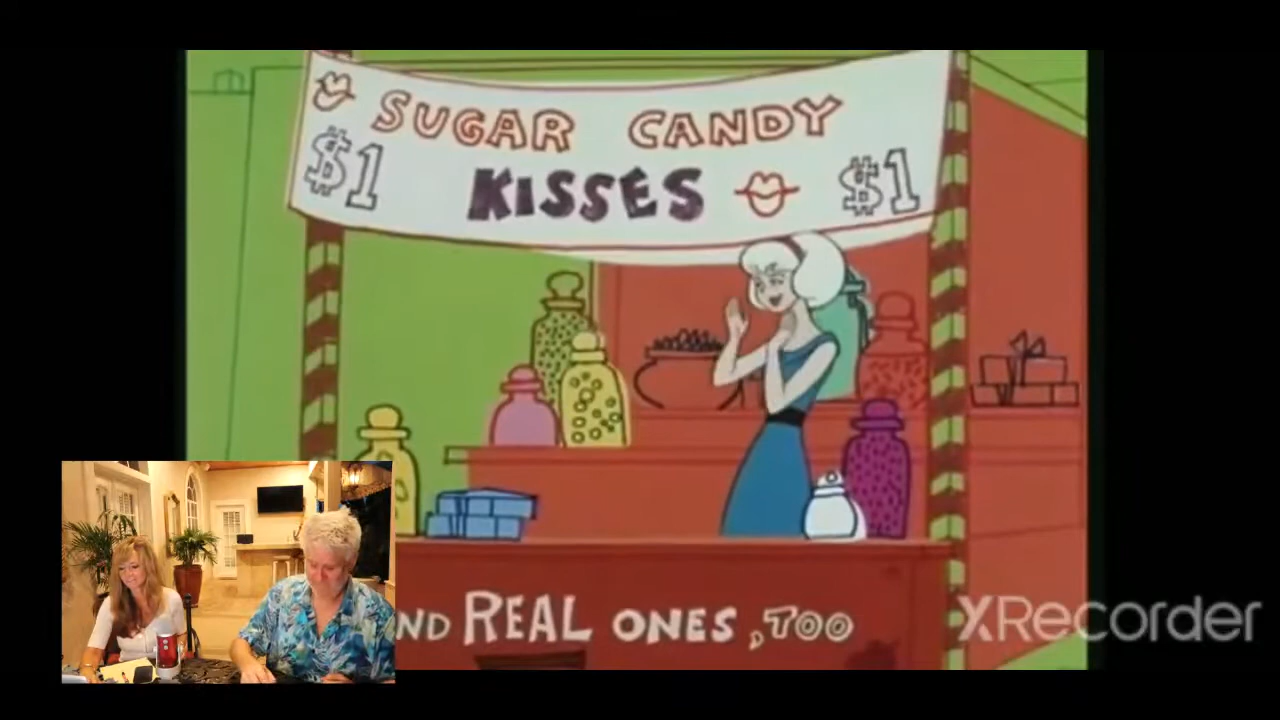 SUGAR CANDY
$1 KISSES $1
ND REAL ONES, TOO
XRecorder